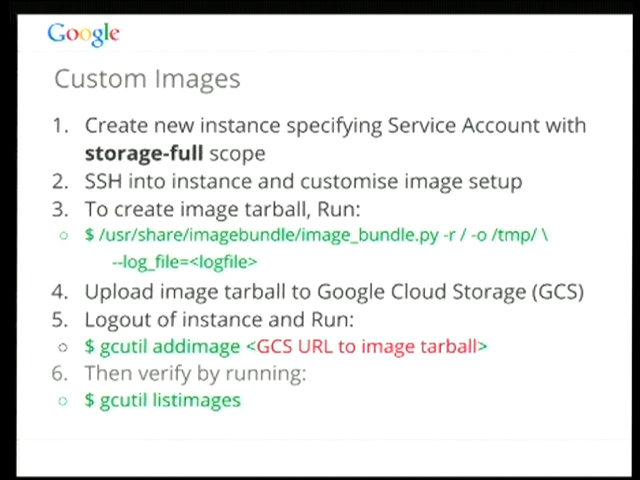 Google
Custom Images
1. Create new instance specifying Service Account with
storage-full scope
2. SSH into instance and customise image setup
3. To create image tarball, Run:
○ $ /usr/share/imagebundle/image_bundle.py -r / -o /tmp/ \
--log_file=<logfile>
4. Upload image tarball to Google Cloud Storage (GCS)
5. Logout of instance and Run:
○ $ gcutil addimage <GCS URL to image tarball>
6. Then verify by running:
○ $ gcutil listimages